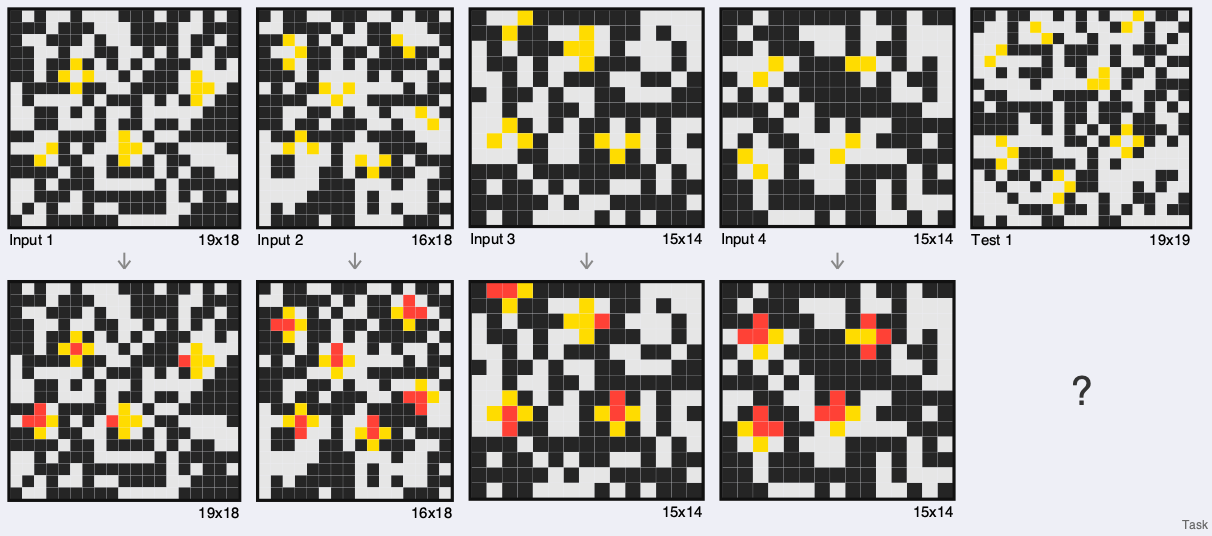 Input 1 19x18
Input 2 16x18
Input 3 15x14
Input 4 15x14
Test 1 19x19
19x18
16x18
15x14
15x14
?
Task